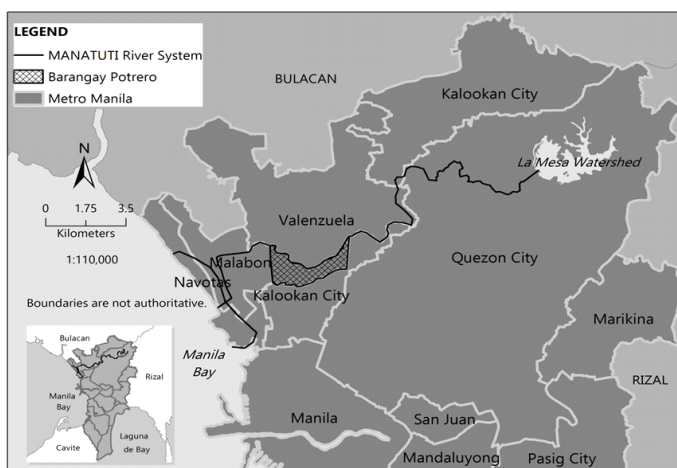 LEGEND
MANATUTI River System
Barangay Potrero
Metro Manila
BULACAN
Kalookan City
N
La Mesa Watershed
0 1.75 3.5
Kilometers
1:110,000
Valenzuela
Malabon
Quezon City
Navotas
Kalookan City
Boundaries are not authoritative.
Marikina
Manila
Bay
RIZAL
Bulacan
Rizal
Manila
Bay
Cavite
Laguna
de Bay
Manila
San Juan
Mandaluyong
Pasig City